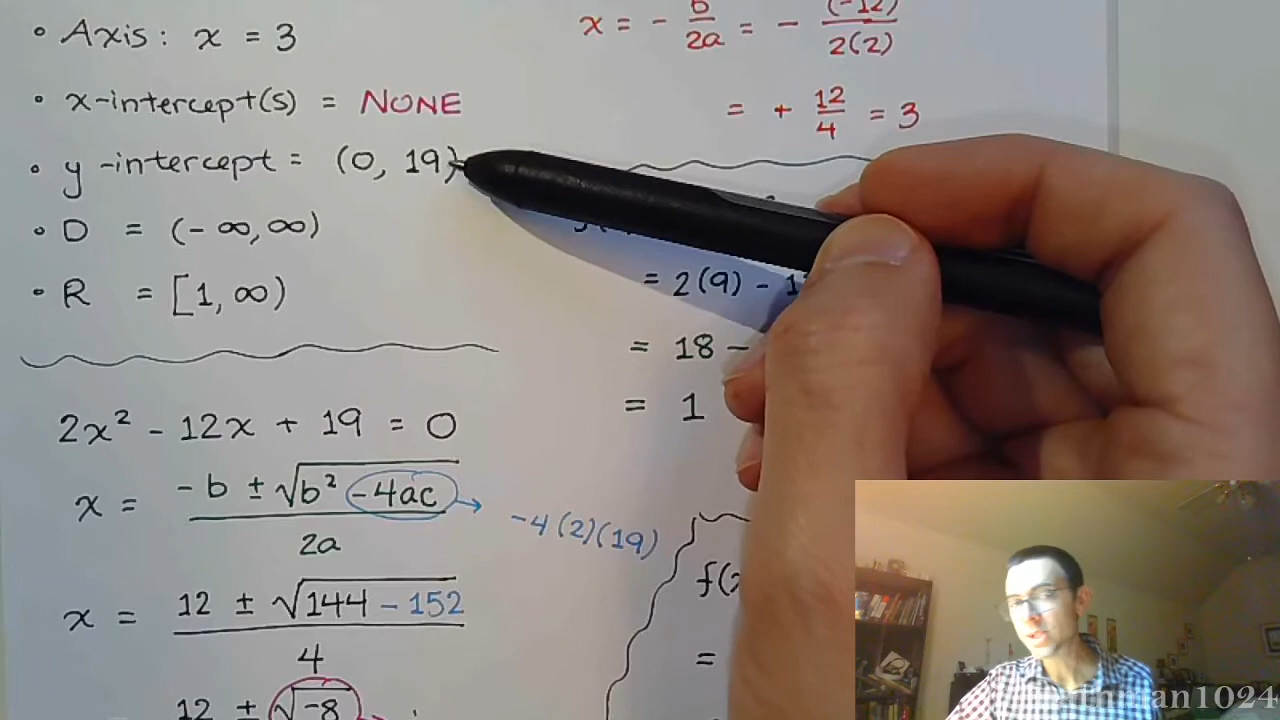 • Axis: x = 3
• x-intercept(s) = NONE
• y-intercept = (0, 19)
• D = (-∞,∞)
• R = [1, ∞)
2x² - 12x + 19 = 0
x = -b ± √b² -4ac
2a
-4(2)(19)
x = 12 ± √144 - 152
4
12 ± √-8
x = - b/2a = - (-12)/2(2)
= + 12/4 = 3
= 2(9) - 1
= 18 -
= 1
f(
=